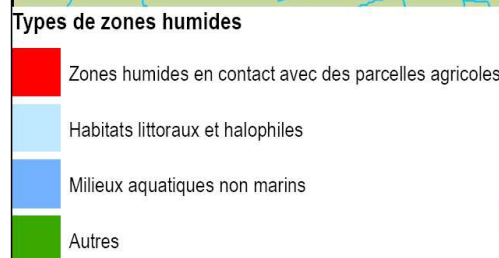 Types de zones humides
Zones humides en contact avec des parcelles agricoles
Habitats littoraux et halophiles
Milieux aquatiques non marins
Autres